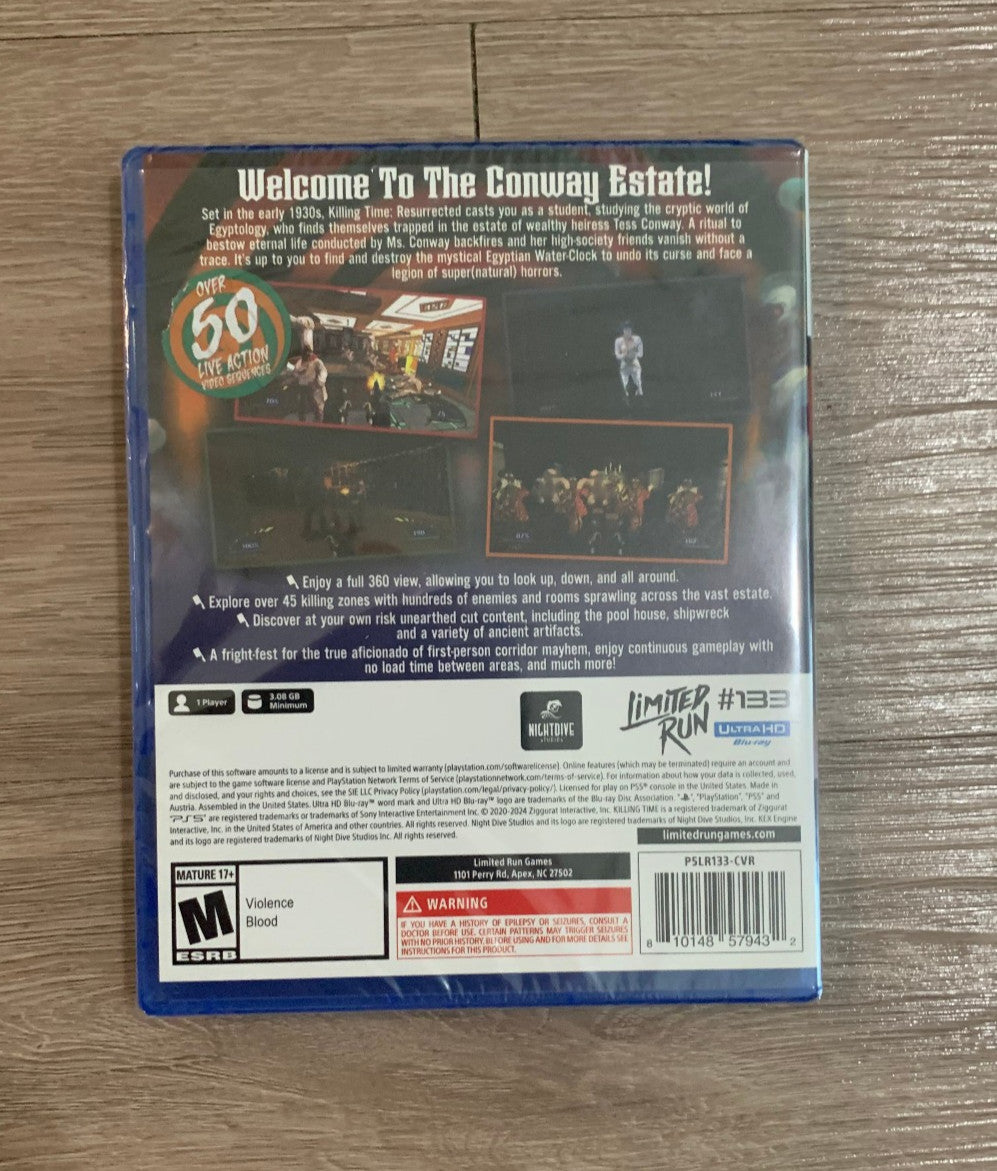 Welcome To The Conway Estate!
Set in the early 1930s, Killing Time: Resurrected casts you as a student, studying the cryptic world of
Egyptology, who finds themselves trapped in the estate of wealthy heiress Tess Conway. A ritual to
bestow eternal life conducted by Ms. Conway backfires and her high-society friends vanish without a
trace. It's up to you to find and destroy the mystical Egyptian Water-Clock to undo its curse and face a
legion of super(natural) horrors.
OVER
50
LIVE ACTION
VIDEO SEQUENCES
Enjoy a full 360 view, allowing you to look up, down, and all around.
Explore over 45 killing zones with hundreds of enemies and rooms sprawling across the vast estate.
Discover at your own risk unearthed cut content, including the pool house, shipwreck
and a variety of ancient artifacts.
A fright-fest for the true aficionado of first-person corridor mayhem, enjoy continuous gameplay with
no load time between areas, and much more!
1 Player
3.08 GB
Minimum
NIGHTDIVE
STUDIOS
LIMITED
RUN
#133
ULTRA HD
Blu-ray
Purchase of this software amounts to a license and is subject to limited warranty (playstation.com/softwarelicense). Online features (which may be terminated) require an account and
are subject to the game software license and PlayStation Network Terms of Service (playstationnetwork.com/terms-of-service). For information about how your data is collected, used,
and disclosed, and your rights and choices, see the SIE LLC Privacy Policy (playstation.com/legal/privacy-policy/). Licensed for play on PS5® console in the United States. Made in
Austria. Assembled in the United States. Ultra HD Blu-ray™ word mark and Ultra HD Blu-ray™ logo are trademarks of the Blu-ray Disc Association. " ", "PlayStation", "PS5" and
"PS5" are registered trademarks or trademarks of Sony Interactive Entertainment Inc. © 2020-2024 Ziggurat Interactive, Inc. KILLING TIME is a registered trademark of Ziggurat
Interactive, Inc. in the United States of America and other countries. All rights reserved. Night Dive Studios and its logo are registered trademarks of Night Dive Studios, Inc. KEX Engine
and its logo are registered trademarks of Night Dive Studios Inc. All rights reserved.
limitedrungames.com
MATURE 17+
M
ESRB
Violence
Blood
Limited Run Games
1101 Perry Rd, Apex, NC 27502
WARNING
IF YOU HAVE A HISTORY OF EPILEPSY OR SEIZURES, CONSULT A
DOCTOR BEFORE USE. CERTAIN PATTERNS MAY TRIGGER SEIZURES
WITH NO PRIOR HISTORY. BEFORE USING AND FOR MORE DETAILS SEE
INSTRUCTIONS FOR THIS PRODUCT.
P5LR133-CVR
8 10148 57943 2